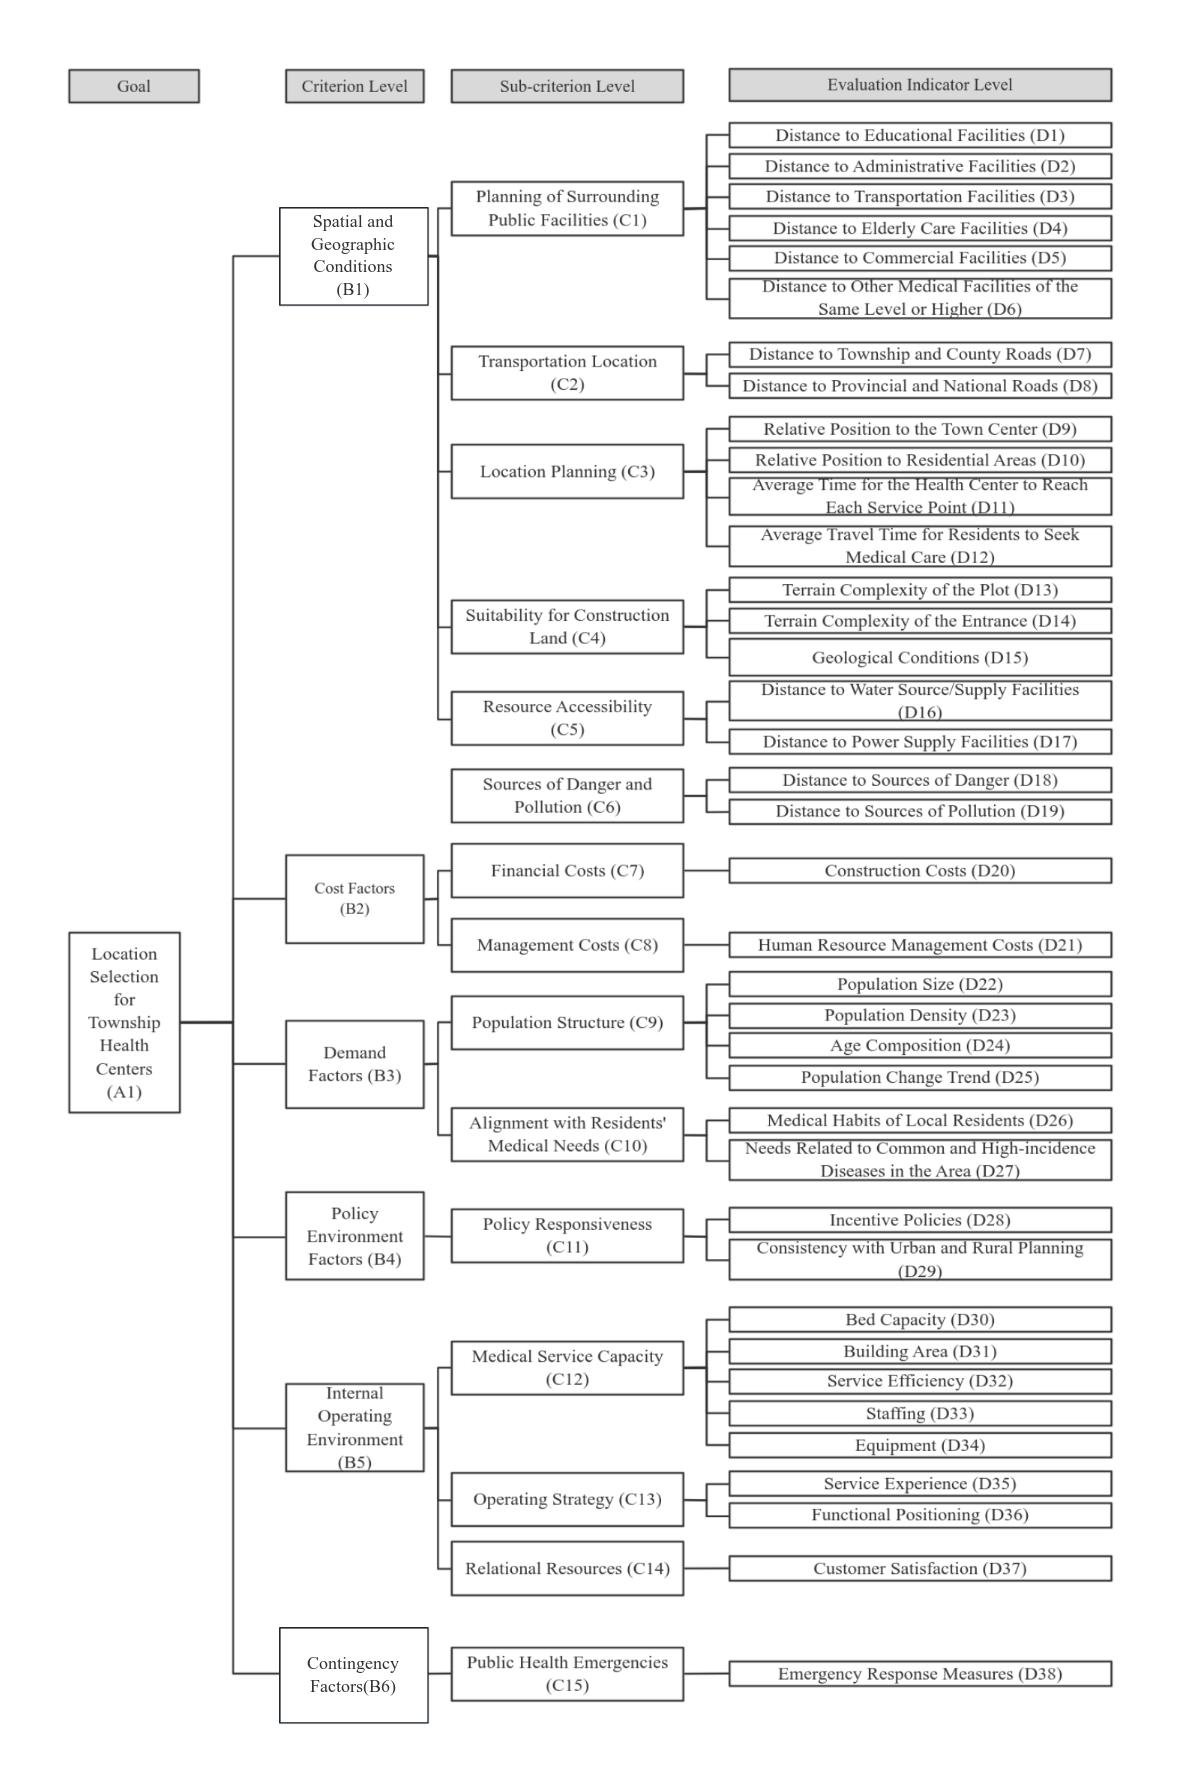 Goal
Criterion Level
Sub-criterion Level
Evaluation Indicator Level
Location
Selection
for
Township
Health
Centers
(A1)
Spatial and
Geographic
Conditions
(B1)
Planning of Surrounding
Public Facilities (C1)
Distance to Educational Facilities (D1)
Distance to Administrative Facilities (D2)
Distance to Transportation Facilities (D3)
Distance to Elderly Care Facilities (D4)
Distance to Commercial Facilities (D5)
Distance to Other Medical Facilities of the
Same Level or Higher (D6)
Transportation Location
(C2)
Distance to Township and County Roads (D7)
Distance to Provincial and National Roads (D8)
Location Planning (C3)
Relative Position to the Town Center (D9)
Relative Position to Residential Areas (D10)
Average Time for the Health Center to Reach
Each Service Point (D11)
Average Travel Time for Residents to Seek
Medical Care (D12)
Suitability for Construction
Land (C4)
Terrain Complexity of the Plot (D13)
Terrain Complexity of the Entrance (D14)
Geological Conditions (D15)
Resource Accessibility
(C5)
Distance to Water Source/Supply Facilities
(D16)
Distance to Power Supply Facilities (D17)
Sources of Danger and
Pollution (C6)
Distance to Sources of Danger (D18)
Distance to Sources of Pollution (D19)
Cost Factors
(B2)
Financial Costs (C7)
Construction Costs (D20)
Management Costs (C8)
Human Resource Management Costs (D21)
Demand
Factors (B3)
Population Structure (C9)
Population Size (D22)
Population Density (D23)
Age Composition (D24)
Population Change Trend (D25)
Alignment with Residents'
Medical Needs (C10)
Medical Habits of Local Residents (D26)
Needs Related to Common and High-incidence
Diseases in the Area (D27)
Policy
Environment
Factors (B4)
Policy Responsiveness
(C11)
Incentive Policies (D28)
Consistency with Urban and Rural Planning
(D29)
Internal
Operating
Environment
(B5)
Medical Service Capacity
(C12)
Bed Capacity (D30)
Building Area (D31)
Service Efficiency (D32)
Staffing (D33)
Equipment (D34)
Operating Strategy (C13)
Service Experience (D35)
Functional Positioning (D36)
Relational Resources (C14)
Customer Satisfaction (D37)
Contingency
Factors(B6)
Public Health Emergencies
(C15)
Emergency Response Measures (D38)